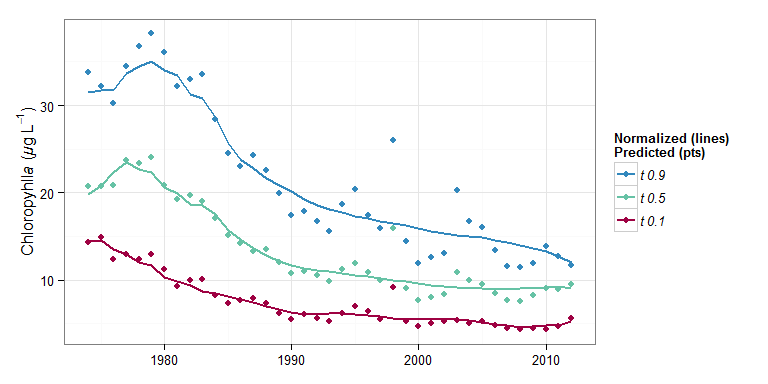 Chloropyhlla (µg L⁻¹)
30
20
10
1980
1990
2000
2010
Normalized (lines)
Predicted (pts)
t 0.9
t 0.5
t 0.1